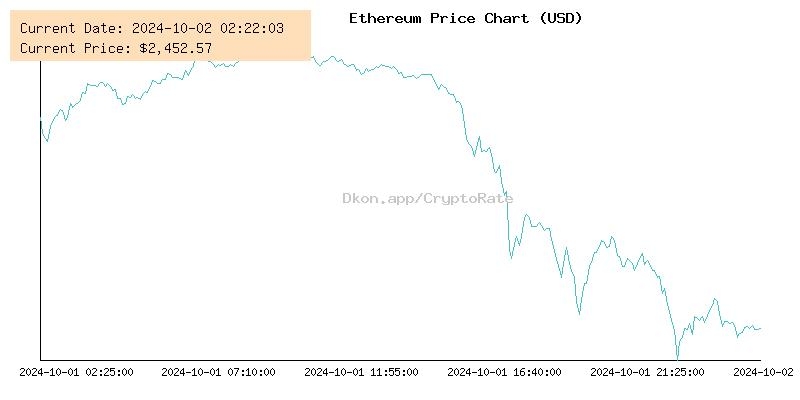 Ethereum Price Chart (USD)
Current Date: 2024-10-02 02:22:03
Current Price: $2,452.57
Dkon.app/CryptoRate
2024-10-01 02:25:00 2024-10-01 07:10:00 2024-10-01 11:55:00 2024-10-01 16:40:00 2024-10-01 21:25:00 2024-10-02